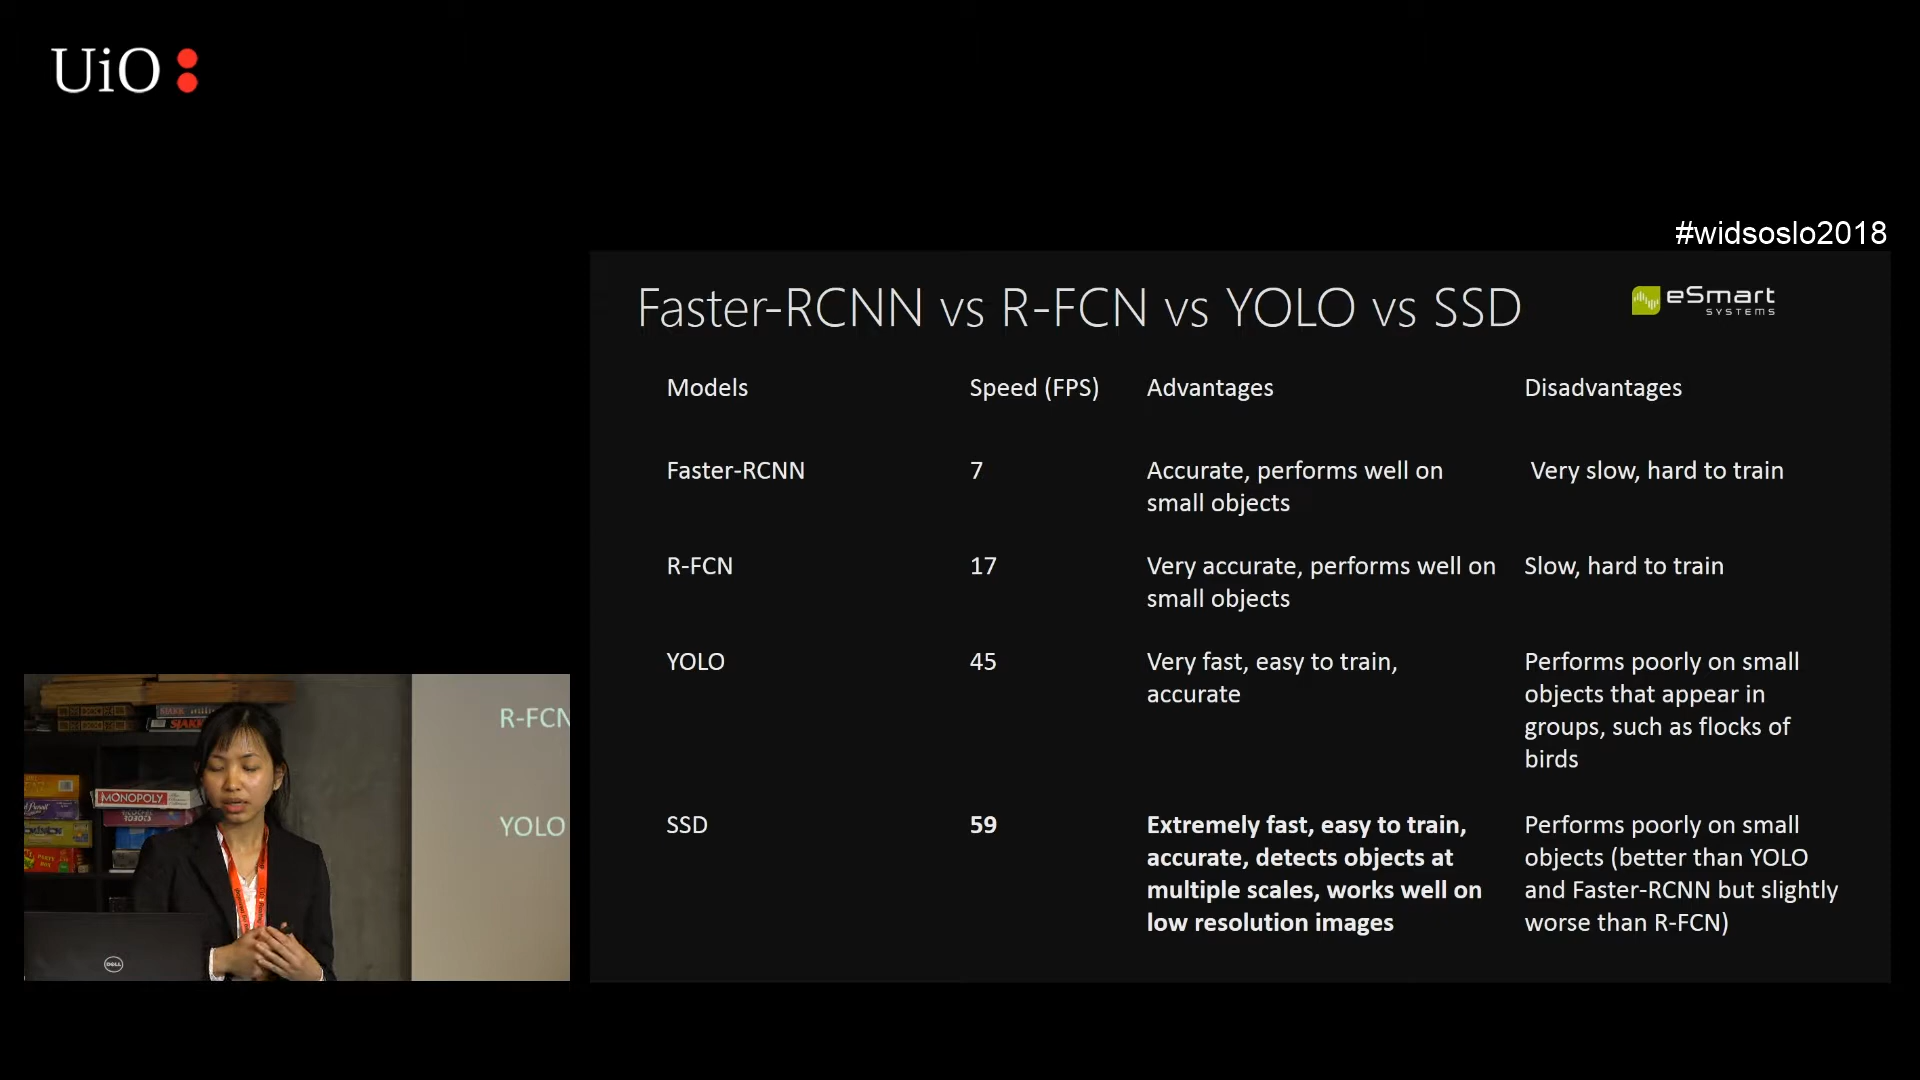 UiO
#widsoslo2018
Faster-RCNN vs R-FCN vs YOLO vs SSD
eSmart
SYSTEMS
Models Speed (FPS) Advantages Disadvantages
Faster-RCNN 7 Accurate, performs well on Very slow, hard to train
small objects
R-FCN 17 Very accurate, performs well on Slow, hard to train
small objects
YOLO 45 Very fast, easy to train, Performs poorly on small
accurate objects that appear in
groups, such as flocks of
birds
SSD 59 Extremely fast, easy to train, Performs poorly on small
accurate, detects objects at objects (better than YOLO
multiple scales, works well on and Faster-RCNN but slightly
low resolution images worse than R-FCN)
R-FCN
YOLO
SJAKK
MONOPOLY
DELL